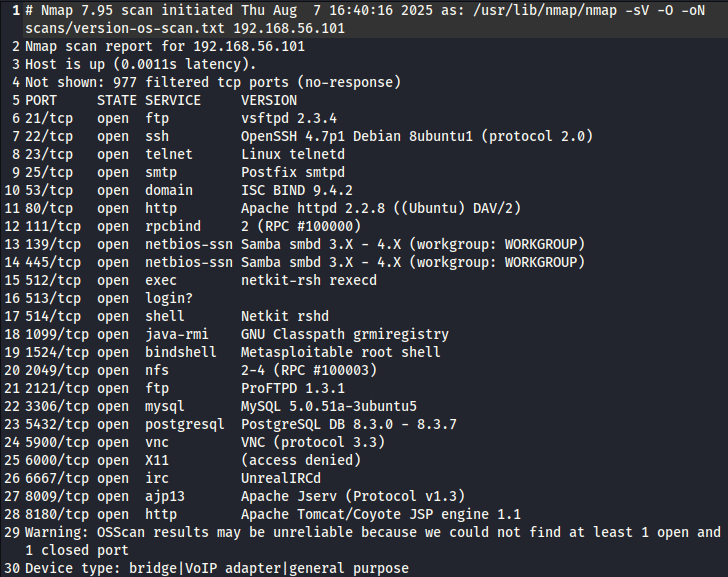 1 # Nmap 7.95 scan initiated Thu Aug  7 16:40:16 2025 as: /usr/lib/nmap/nmap -sV -O -oN
scans/version-os-scan.txt 192.168.56.101
2 Nmap scan report for 192.168.56.101
3 Host is up (0.0011s latency).
4 Not shown: 977 filtered tcp ports (no-response)
5 PORT     STATE SERVICE     VERSION
6 21/tcp   open  ftp         vsftpd 2.3.4
7 22/tcp   open  ssh         OpenSSH 4.7p1 Debian 8ubuntu1 (protocol 2.0)
8 23/tcp   open  telnet      Linux telnetd
9 25/tcp   open  smtp        Postfix smtpd
10 53/tcp   open  domain      ISC BIND 9.4.2
11 80/tcp   open  http        Apache httpd 2.2.8 ((Ubuntu) DAV/2)
12 111/tcp  open  rpcbind     2 (RPC #100000)
13 139/tcp  open  netbios-ssn Samba smbd 3.X - 4.X (workgroup: WORKGROUP)
14 445/tcp  open  netbios-ssn Samba smbd 3.X - 4.X (workgroup: WORKGROUP)
15 512/tcp  open  exec        netkit-rsh rexecd
16 513/tcp  open  login?
17 514/tcp  open  shell       Netkit rshd
18 1099/tcp open  java-rmi    GNU Classpath grmiregistry
19 1524/tcp open  bindshell   Metasploitable root shell
20 2049/tcp open  nfs         2-4 (RPC #100003)
21 2121/tcp open  ftp         ProFTPD 1.3.1
22 3306/tcp open  mysql       MySQL 5.0.51a-3ubuntu5
23 5432/tcp open  postgresql  PostgreSQL DB 8.3.0 - 8.3.7
24 5900/tcp open  vnc         VNC (protocol 3.3)
25 6000/tcp open  X11         (access denied)
26 6667/tcp open  irc         UnrealIRCd
27 8009/tcp open  ajp13       Apache Jserv (Protocol v1.3)
28 8180/tcp open  http        Apache Tomcat/Coyote JSP engine 1.1
29 Warning: OSScan results may be unreliable because we could not find at least 1 open and
1 closed port
30 Device type: bridge|VoIP adapter|general purpose